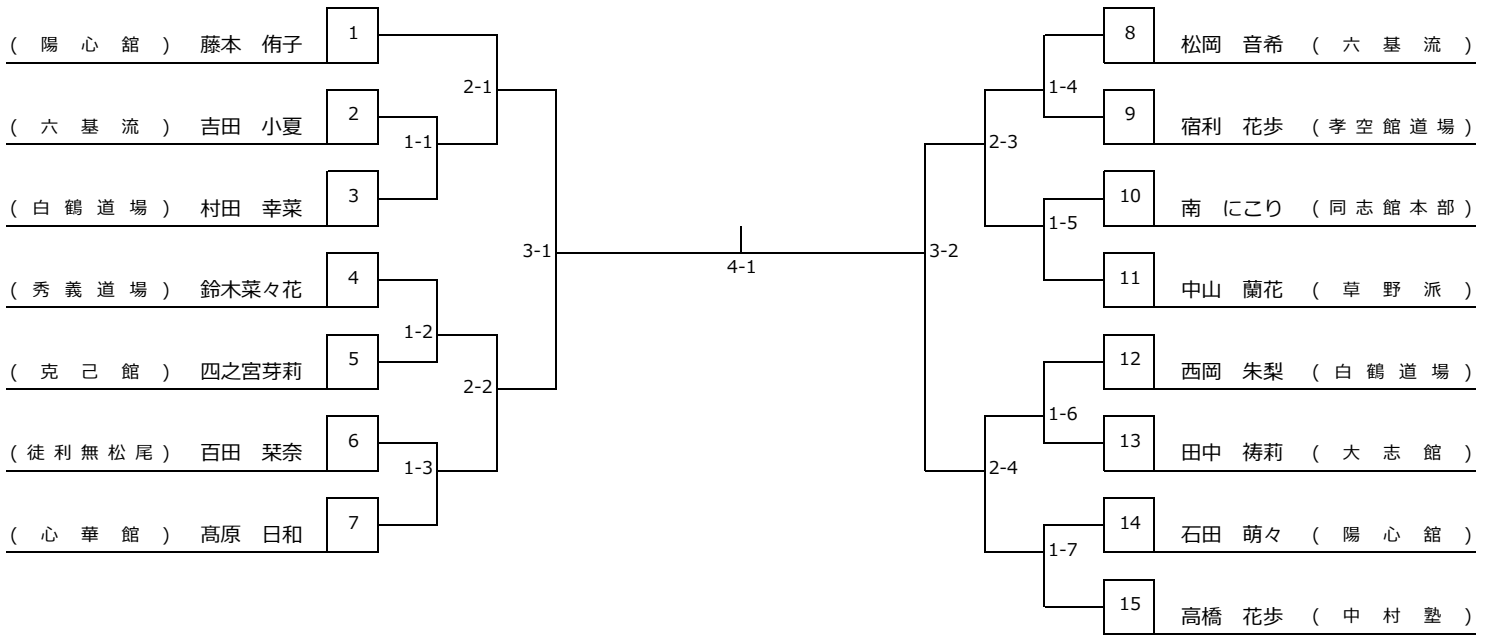 ( 陽 心 舘 ) 藤本 侑子 1
( 六 基 流 ) 吉田 小夏 2
( 白 鶴 道 場 ) 村田 幸菜 3
( 秀 義 道 場 ) 鈴木菜々花 4
( 克 己 館 ) 四之宮芽莉 5
( 徒 利 無 松 尾 ) 百田 栞奈 6
( 心 華 館 ) 髙原 日和 7
2-1
1-1
3-1
1-2
2-2
1-3
4-1
1-4
2-3
1-5
3-2
1-6
2-4
1-7
8 松岡 音希 ( 六 基 流 )
9 宿利 花歩 ( 孝 空 館 道 場 )
10 南 にこり ( 同 志 館 本 部 )
11 中山 蘭花 ( 草 野 派 )
12 西岡 朱梨 ( 白 鶴 道 場 )
13 田中 祷莉 ( 大 志 館 )
14 石田 萌々 ( 陽 心 舘 )
15 高橋 花歩 ( 中 村 塾 )